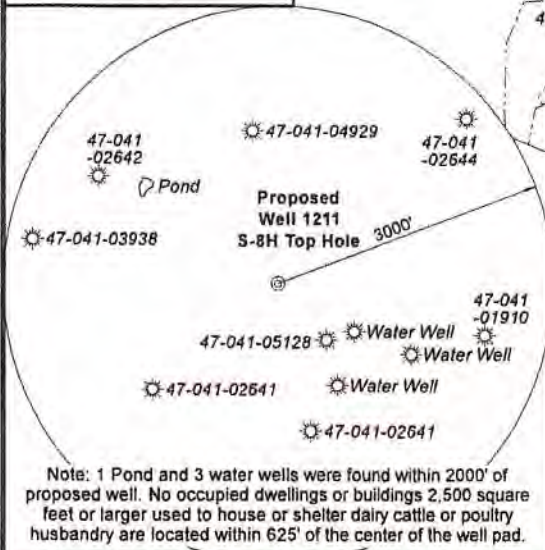 4
47-041-04929
47-041
-02644
47-041
-02642
Pond
Proposed
Well 1211
S-8H Top Hole
3000'
47-041-03938
47-041
-01910
47-041-05128
Water Well
Water Well
47-041-02641
Water Well
47-041-02641
Note: 1 Pond and 3 water wells were found within 2000' of
proposed well. No occupied dwellings or buildings 2,500 square
feet or larger used to house or shelter dairy cattle or poultry
husbandry are located within 625' of the center of the well pad.